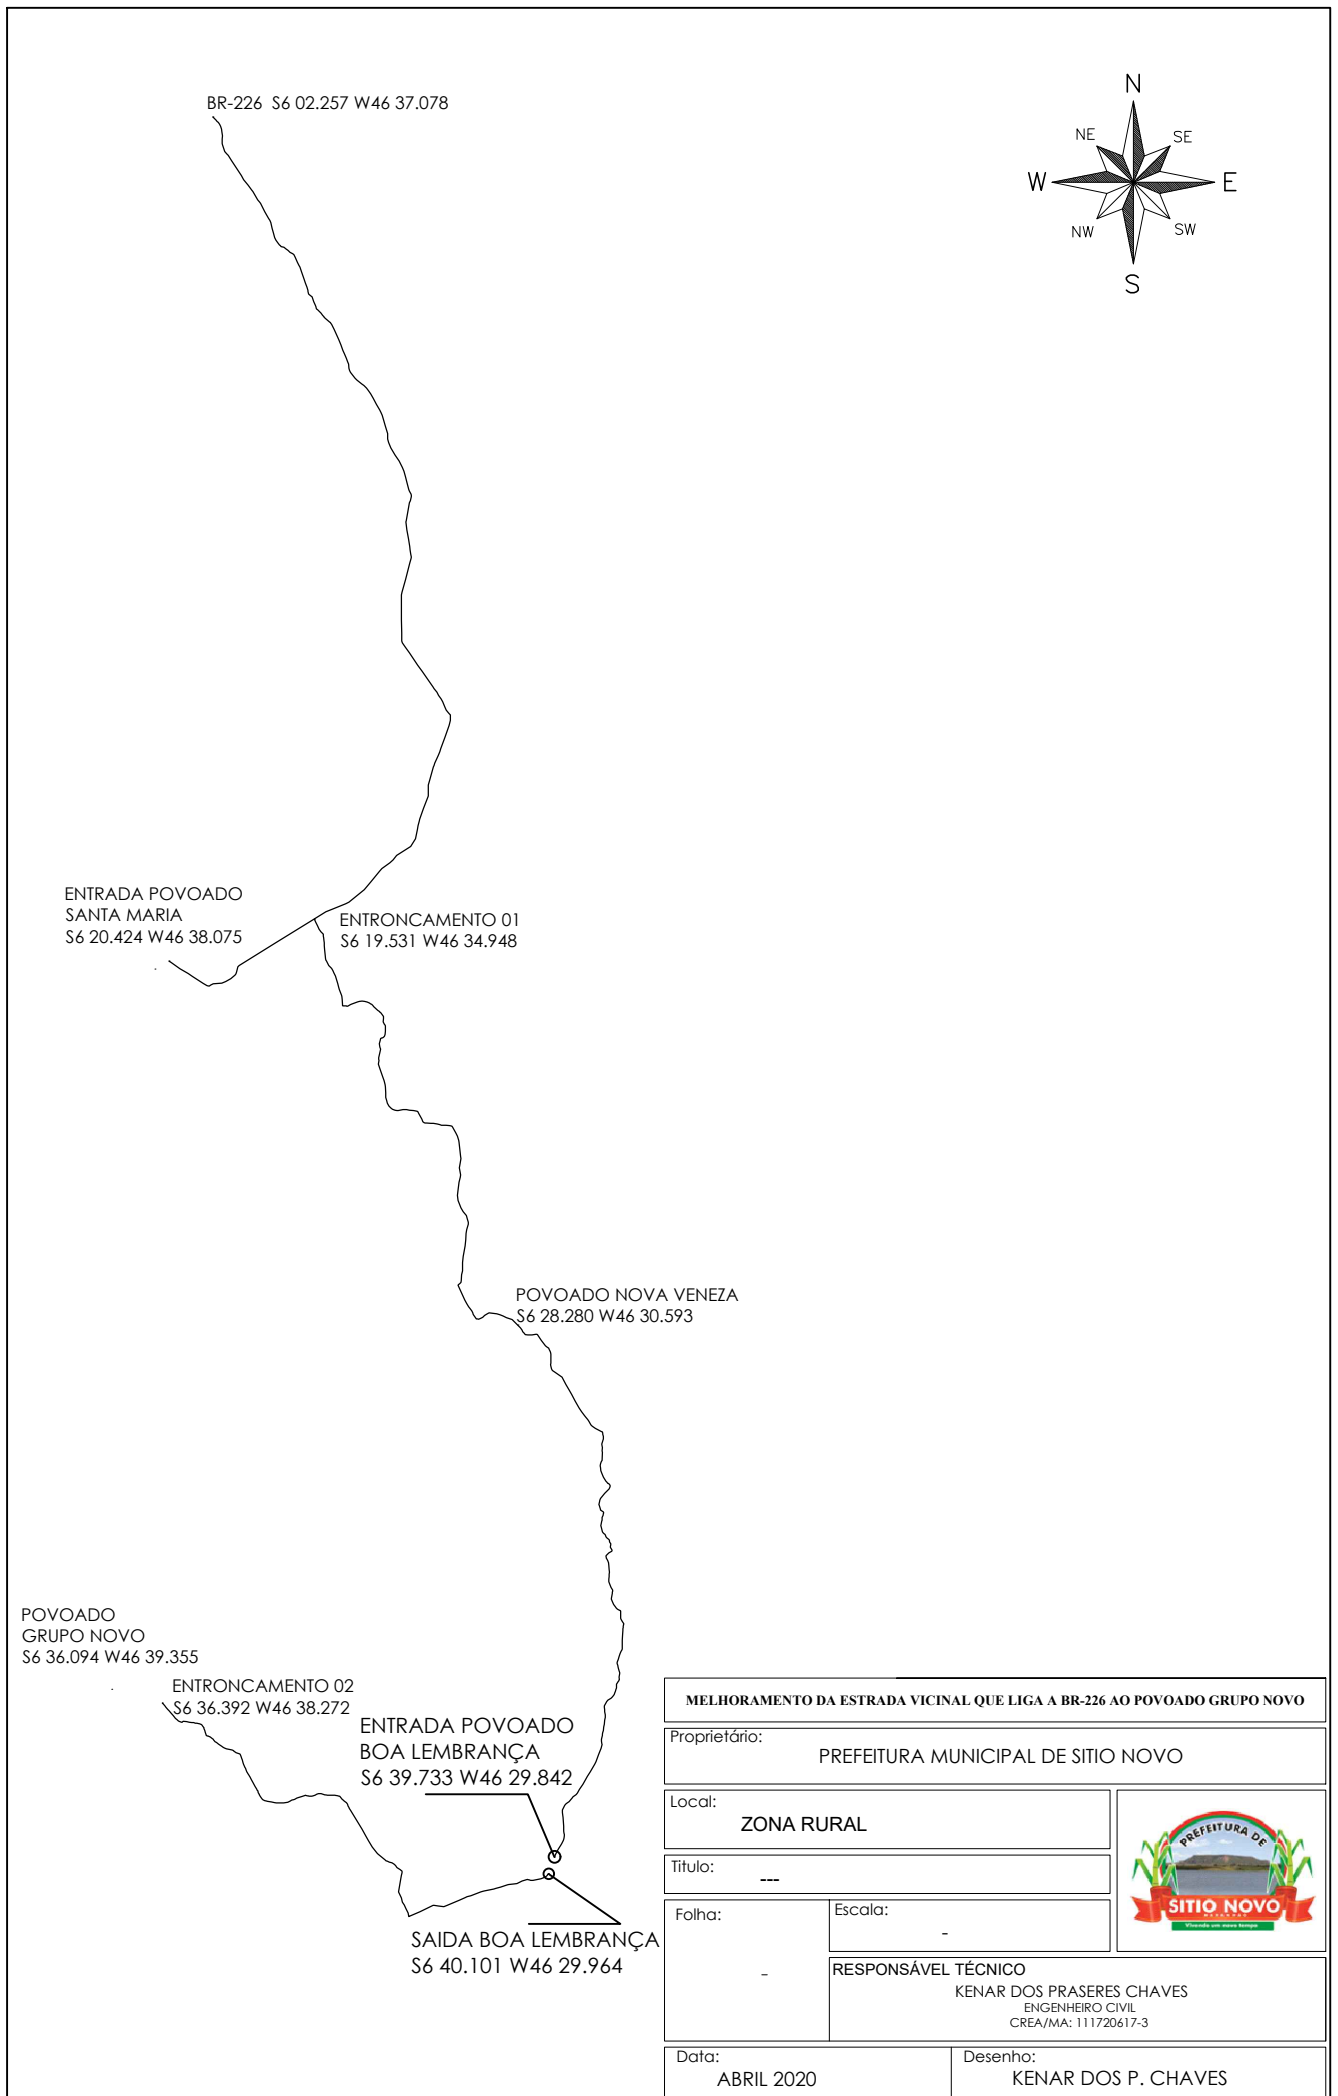 BR-226 S6 02.257 W46 37.078
N
NE
SE
W
E
NW
SW
S
ENTRADA POVOADO
SANTA MARIA
S6 20.424 W46 38.075
ENTRONCAMENTO 01
S6 19.531 W46 34.948
POVOADO NOVA VENEZA
S6 28.280 W46 30.593
POVOADO
GRUPO NOVO
S6 36.094 W46 39.355
ENTRONCAMENTO 02
S6 36.392 W46 38.272
ENTRADA POVOADO
BOA LEMBRANÇA
S6 39.733 W46 29.842
SAIDA BOA LEMBRANÇA
S6 40.101 W46 29.964
MELHORAMENTO DA ESTRADA VICINAL QUE LIGA A BR-226 AO POVOADO GRUPO NOVO
Proprietário:
PREFEITURA MUNICIPAL DE SITIO NOVO
Local:
ZONA RURAL
Titulo:
---
PREFEITURA DE
SITIO NOVO
Vivendo um novo tempo
Folha:
-
Escala:
-
RESPONSÁVEL TÉCNICO
KENAR DOS PRASERES CHAVES
ENGENHEIRO CIVIL
CREA/MA: 111720617-3
Data:
ABRIL 2020
Desenho:
KENAR DOS P. CHAVES